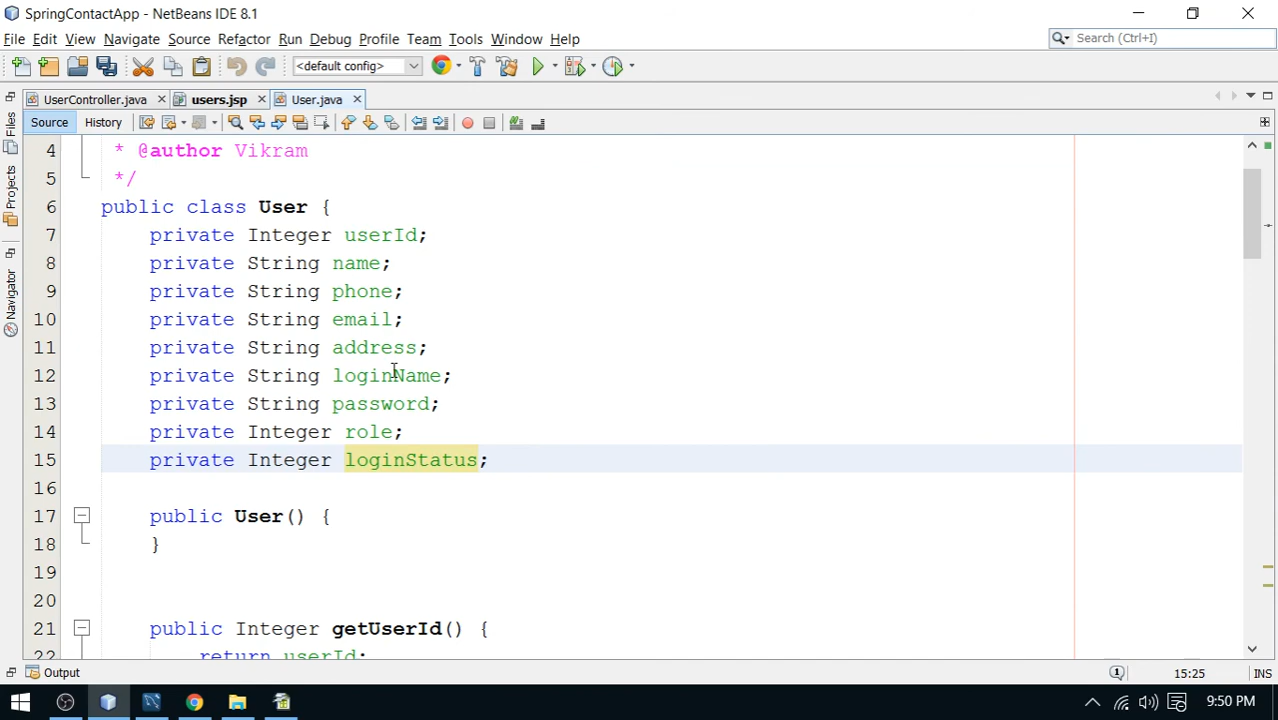 SpringContactApp - NetBeans IDE 8.1
File Edit View Navigate Source Refactor Run Debug Profile Team Tools Window Help
Search (Ctrl+I)
<default config>
UserController.java users.jsp User.java
Source History
Files
Projects
Navigator
4 * @author Vikram
5 */
6 public class User {
7 private Integer userId;
8 private String name;
9 private String phone;
10 private String email;
11 private String address;
12 private String loginName;
13 private String password;
14 private Integer role;
15 private Integer loginStatus;
16
17 public User() {
18 }
19
20
21 public Integer getUserId() {
22 return userId;
Output
1
15:25 INS
9:50 PM